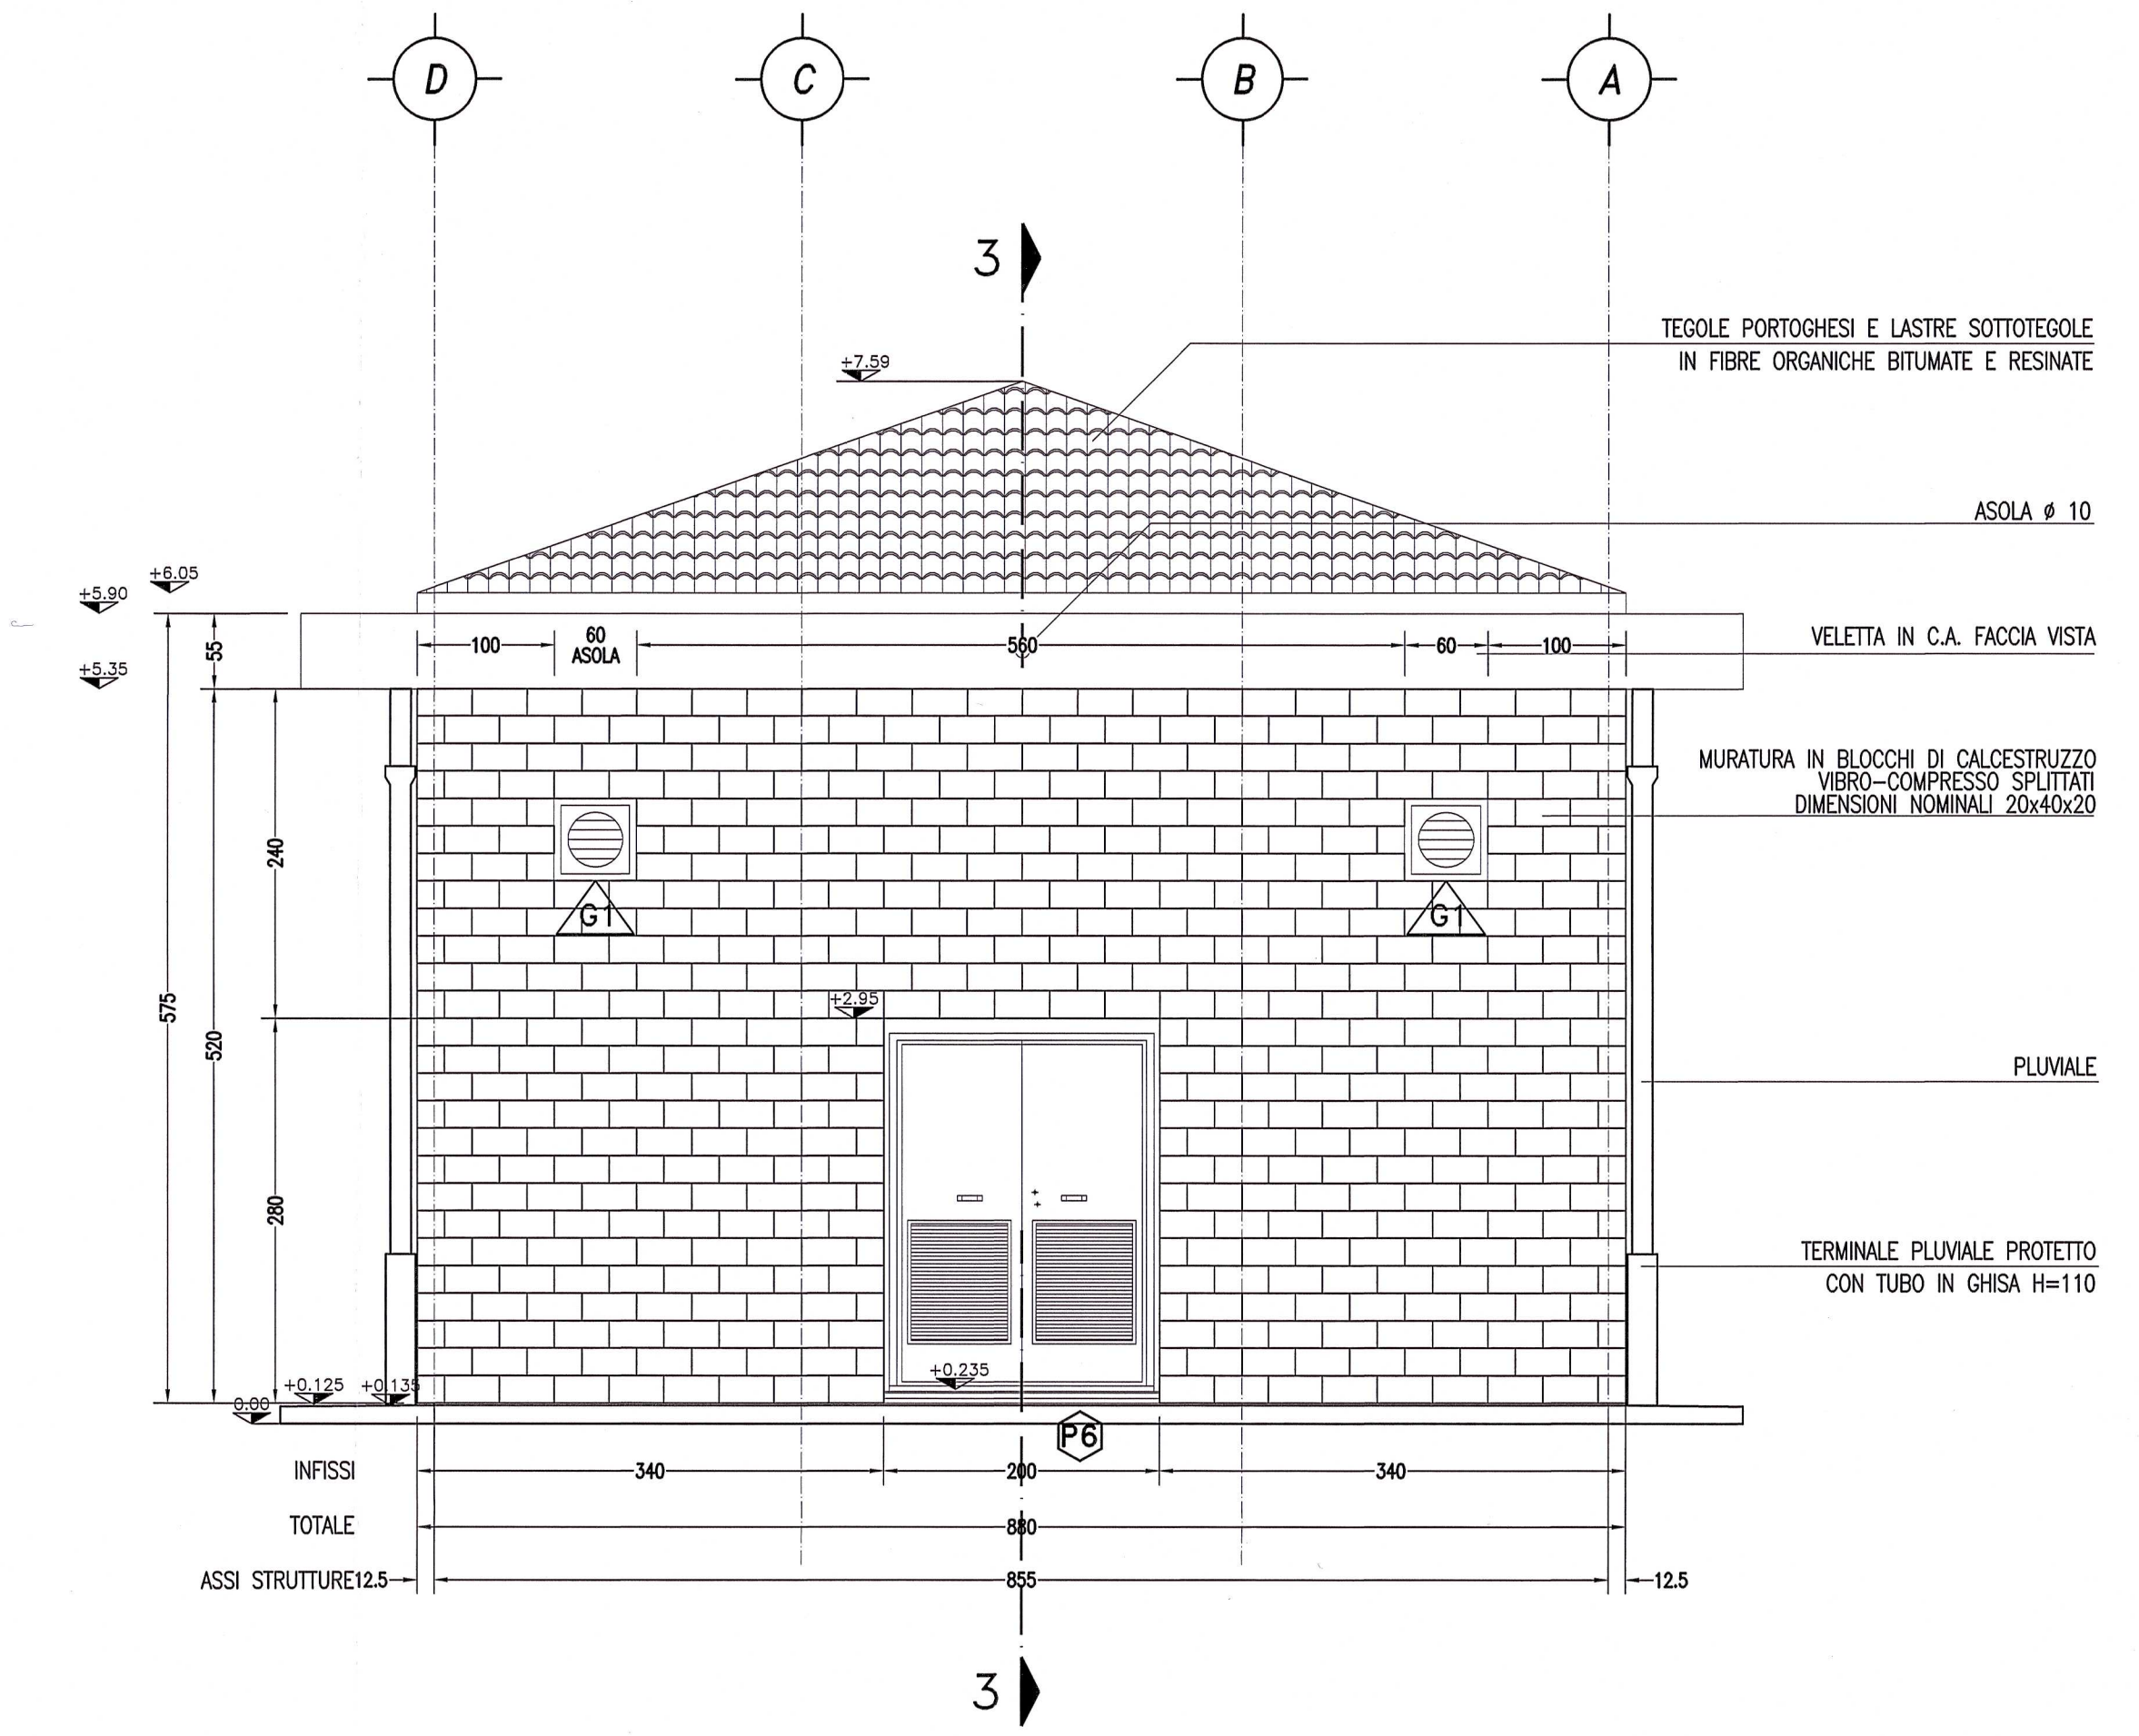 D
C
B
A
3
TEGOLE PORTOGHESI E LASTRE SOTTOTEGOLE
IN FIBRE ORGANICHE BITUMATE E RESINATE
+7.59
ASOLA ø 10
+6.05
+5.90
55
100
60
ASOLA
560
60
100
VELETTA IN C.A. FACCIA VISTA
+5.35
MURATURA IN BLOCCHI DI CALCESTRUZZO
VIBRO-COMPRESSO SPLITTATI
DIMENSIONI NOMINALI 20x40x20
240
G1
G1
+2.95
575
520
280
PLUVIALE
TERMINALE PLUVIALE PROTETTO
CON TUBO IN GHISA H=110
+0.235
+0.125
+0.135
0.00
P6
INFISSI
340
200
340
TOTALE
880
ASSI STRUTTURE
12.5
855
12.5
3